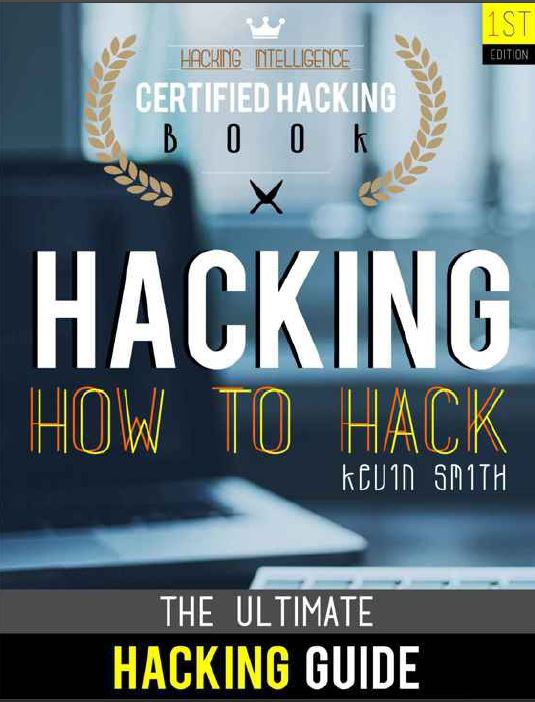 1ST
EDITION
HACKING INTELLIGENCE
CERTIFIED HACKING
BOOK
HACKING
HOW TO HACK
KEVIN SMITH
THE ULTIMATE
HACKING GUIDE